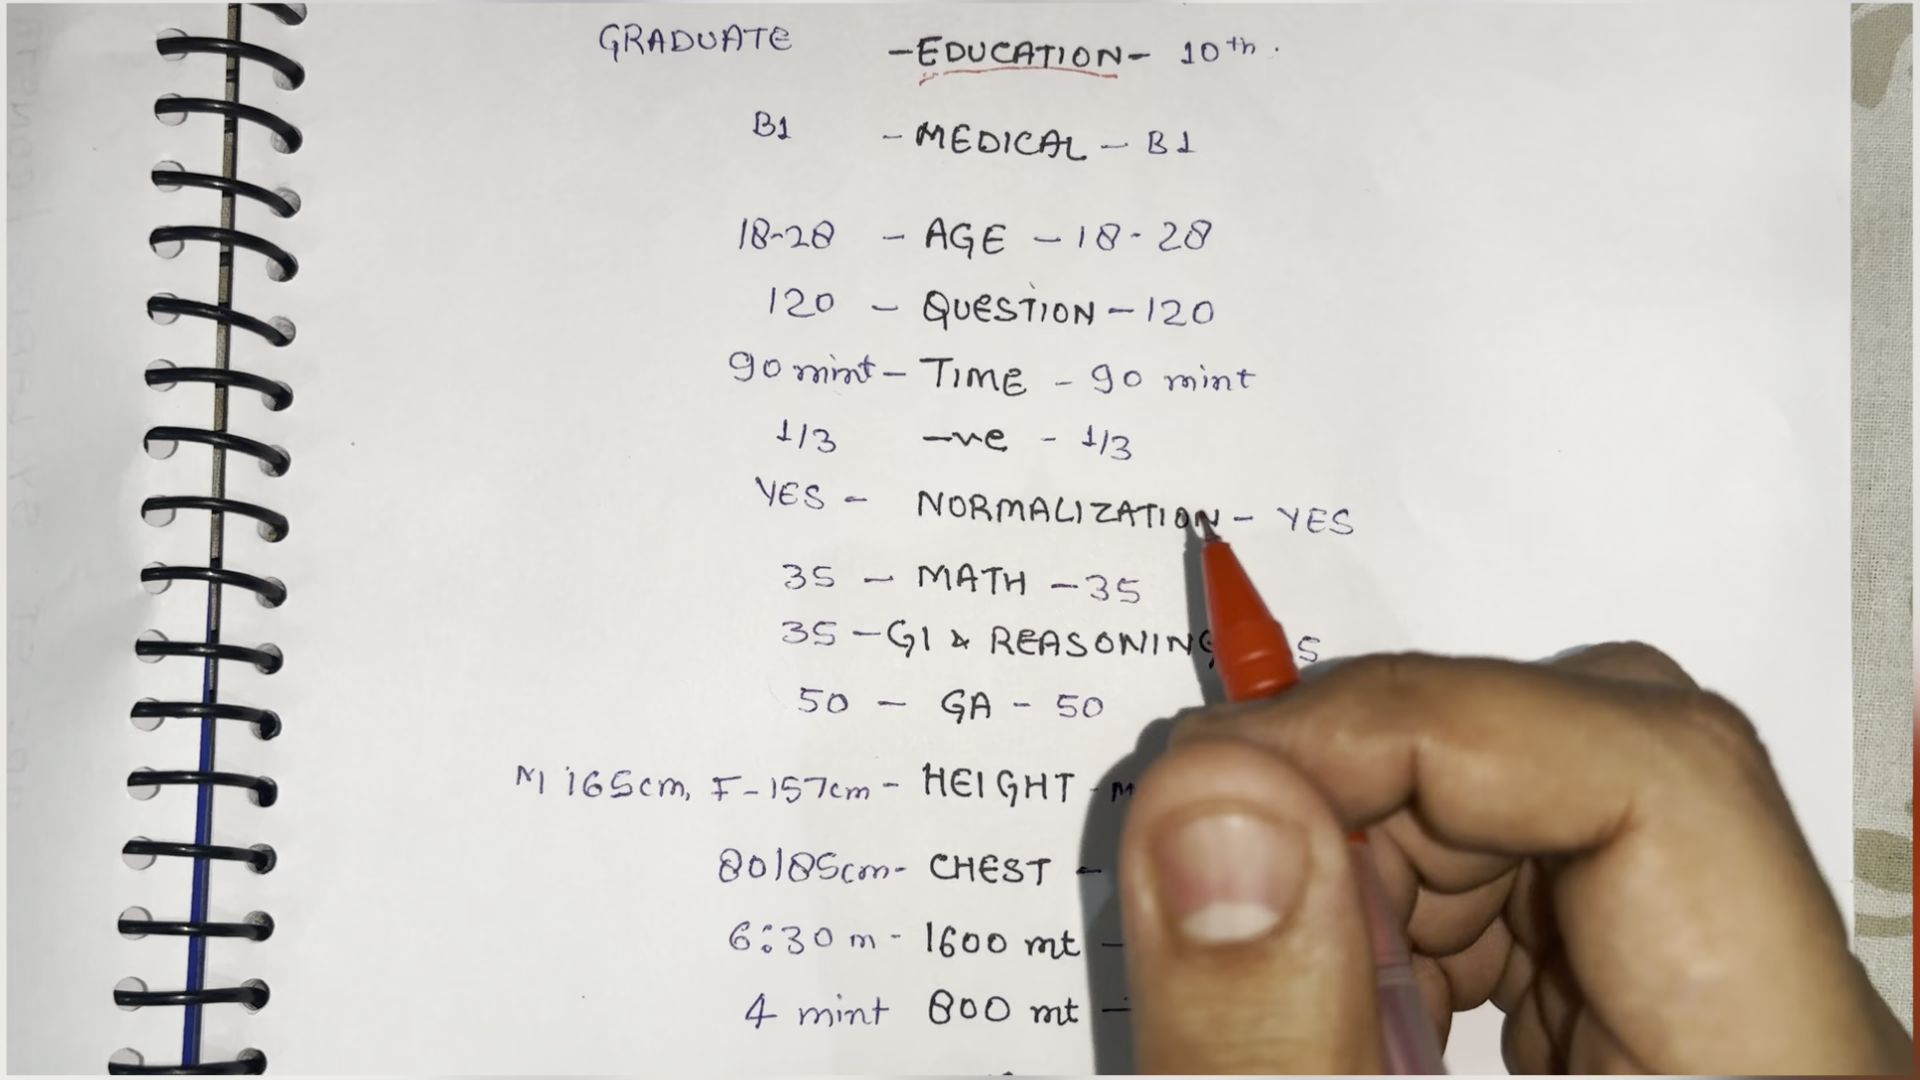 GRADUATE -EDUCATION- 10th.
B1 - MEDICAL - B1
18-28 - AGE - 18-28
120 - QUESTION - 120
90 mint - TIME - 90 mint
1/3 -ve - 1/3
YES - NORMALIZATION - YES
35 - MATH - 35
35 - GI & REASONING 5
50 - GA - 50
M 165cm, F-157cm - HEIGHT - M
80/85cm- CHEST -
6:30 m - 1600 mt -
4 mint 800 mt -